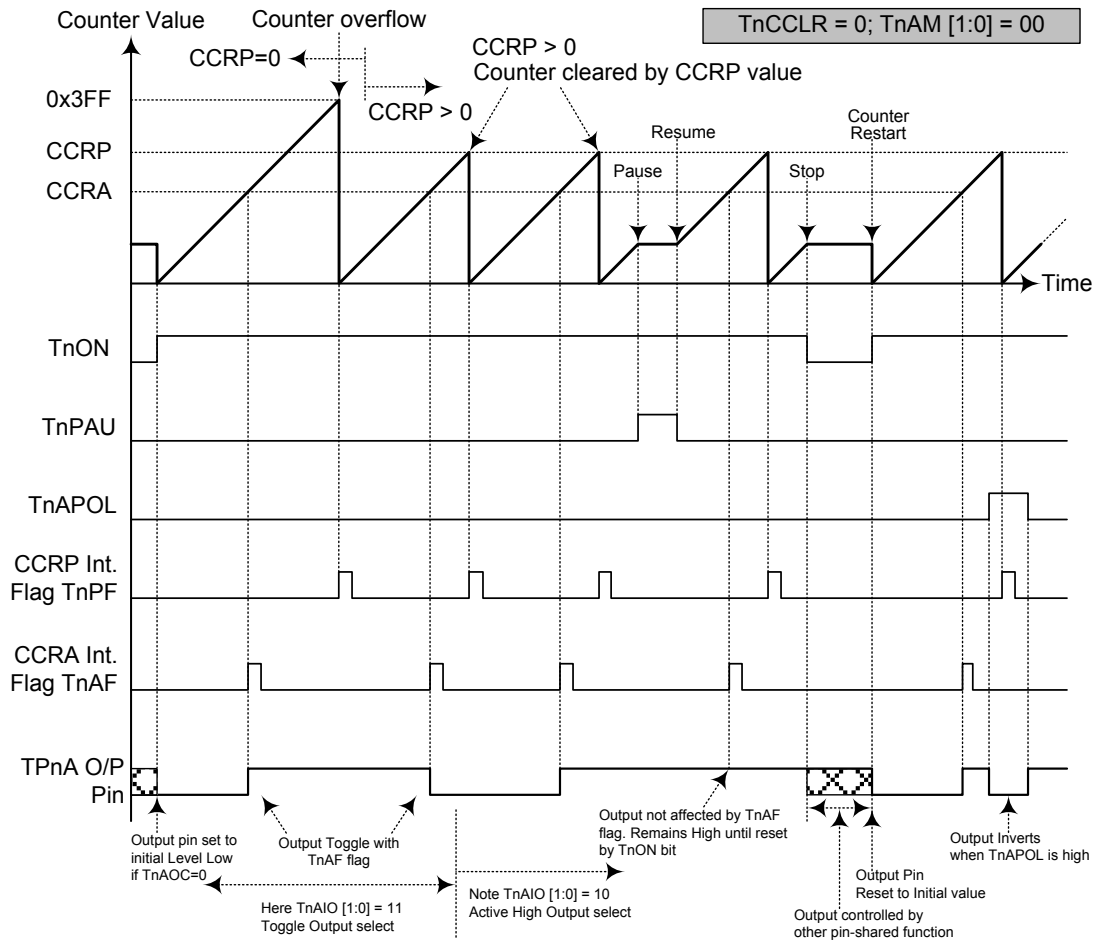 Counter Value
Counter overflow
TnCCLR = 0; TnAM [1:0] = 00
CCRP=0
CCRP > 0
CCRP > 0
Counter cleared by CCRP value
0x3FF
CCRP
CCRA
Pause
Resume
Stop
Counter
Restart
Time
TnON
TnPAU
TnAPOL
CCRP Int.
Flag TnPF
CCRA Int.
Flag TnAF
TPnA O/P
Pin
Output pin set to
initial Level Low
if TnAOC=0
Output Toggle with
TnAF flag
Here TnAIO [1:0] = 11
Toggle Output select
Note TnAIO [1:0] = 10
Active High Output select
Output not affected by TnAF
flag. Remains High until reset
by TnON bit
Output Pin
Reset to Initial value
Output controlled by
other pin-shared function
Output Inverts
when TnAPOL is high